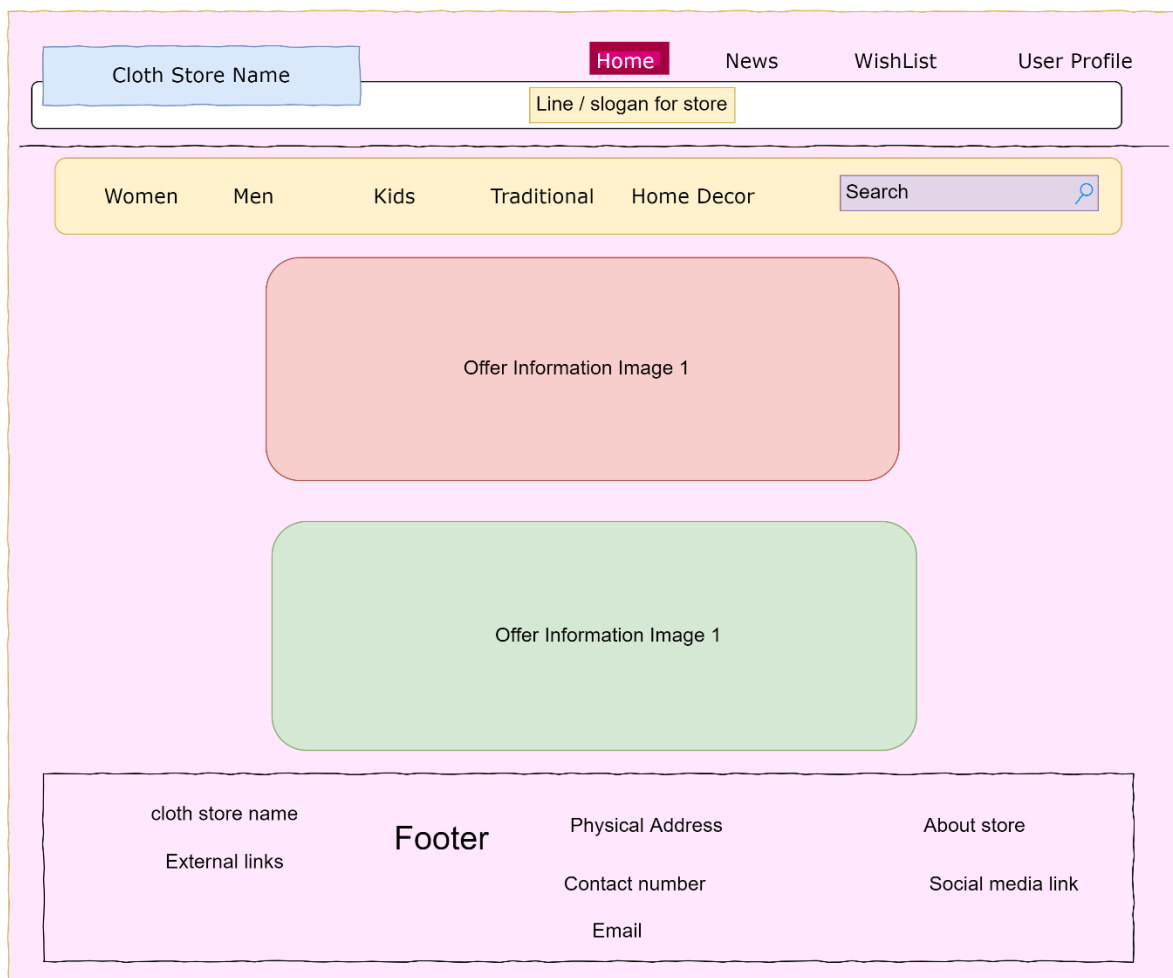 Cloth Store Name
Home
News
WishList
User Profile
Line / slogan for store
Women
Men
Kids
Traditional
Home Decor
Search
Offer Information Image 1
Offer Information Image 1
cloth store name
External links
Footer
Physical Address
Contact number
Email
About store
Social media link